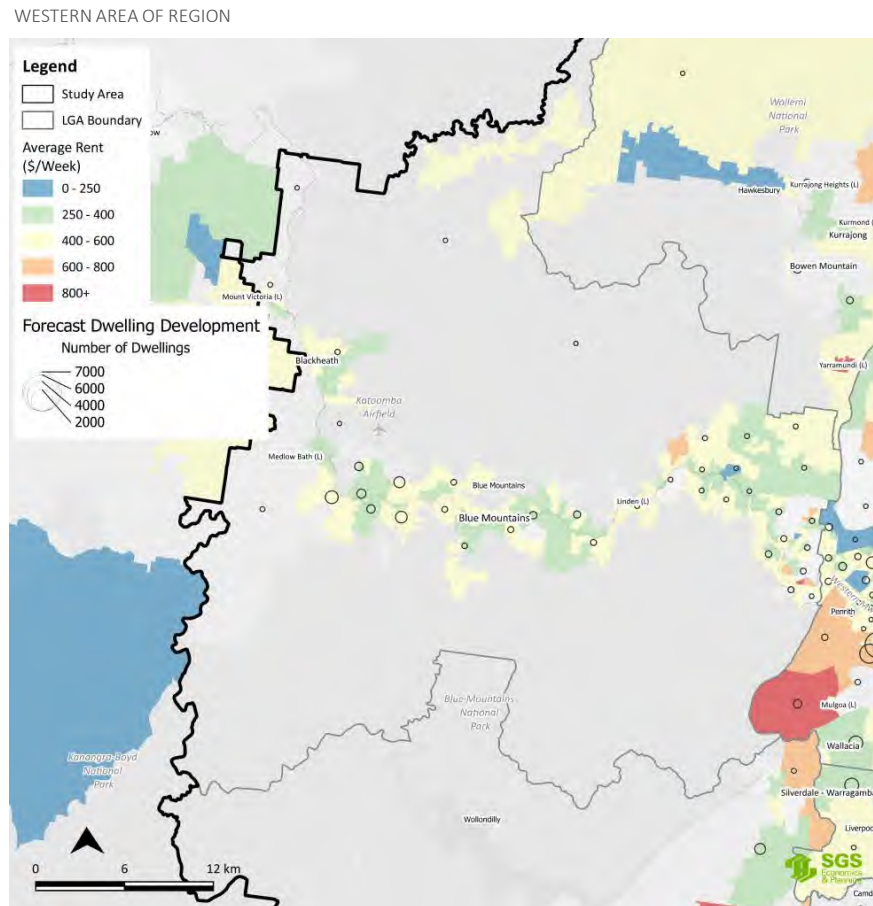 WESTERN AREA OF REGION
Legend
Study Area
LGA Boundary
Average Rent
($/Week)
0 - 250
250 - 400
400 - 600
600 - 800
800+
Forecast Dwelling Development
Number of Dwellings
7000
6000
4000
2000
ow
Wollemi
National
Park
Hawkesbury
Kurrajong Heights (L)
Kurmond (
Kurrajong
Bowen Mountain
Mount Victoria (L)
Blackheath
Yarramundi (L)
Katoomba
Airfield
Medlow Bath (L)
Blue Mountains
Linden (L)
Blue Mountains
Penrith
Blue Mountains
National
Park
Mulgoa (L)
Wallacia
Kanangra-Boyd
National
Park
Silverdale - Warragamba
Wollondilly
Liverpool
Camd
0 6 12 km
SGS
Economics
& Planning